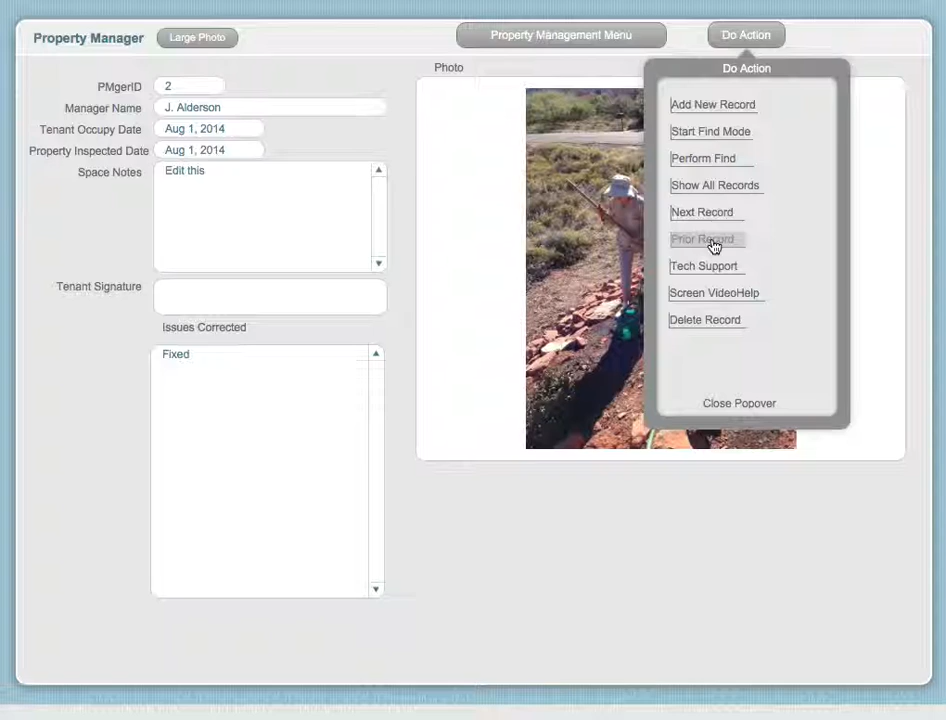 Property Manager
Large Photo
Property Management Menu
Do Action
PMgerID
2
Manager Name
J. Alderson
Tenant Occupy Date
Aug 1, 2014
Property Inspected Date
Aug 1, 2014
Space Notes
Edit this
Tenant Signature
Issues Corrected
Fixed
Photo
Do Action
Add New Record
Start Find Mode
Perform Find
Show All Records
Next Record
Prior Record
Tech Support
Screen VideoHelp
Delete Record
Close Popover